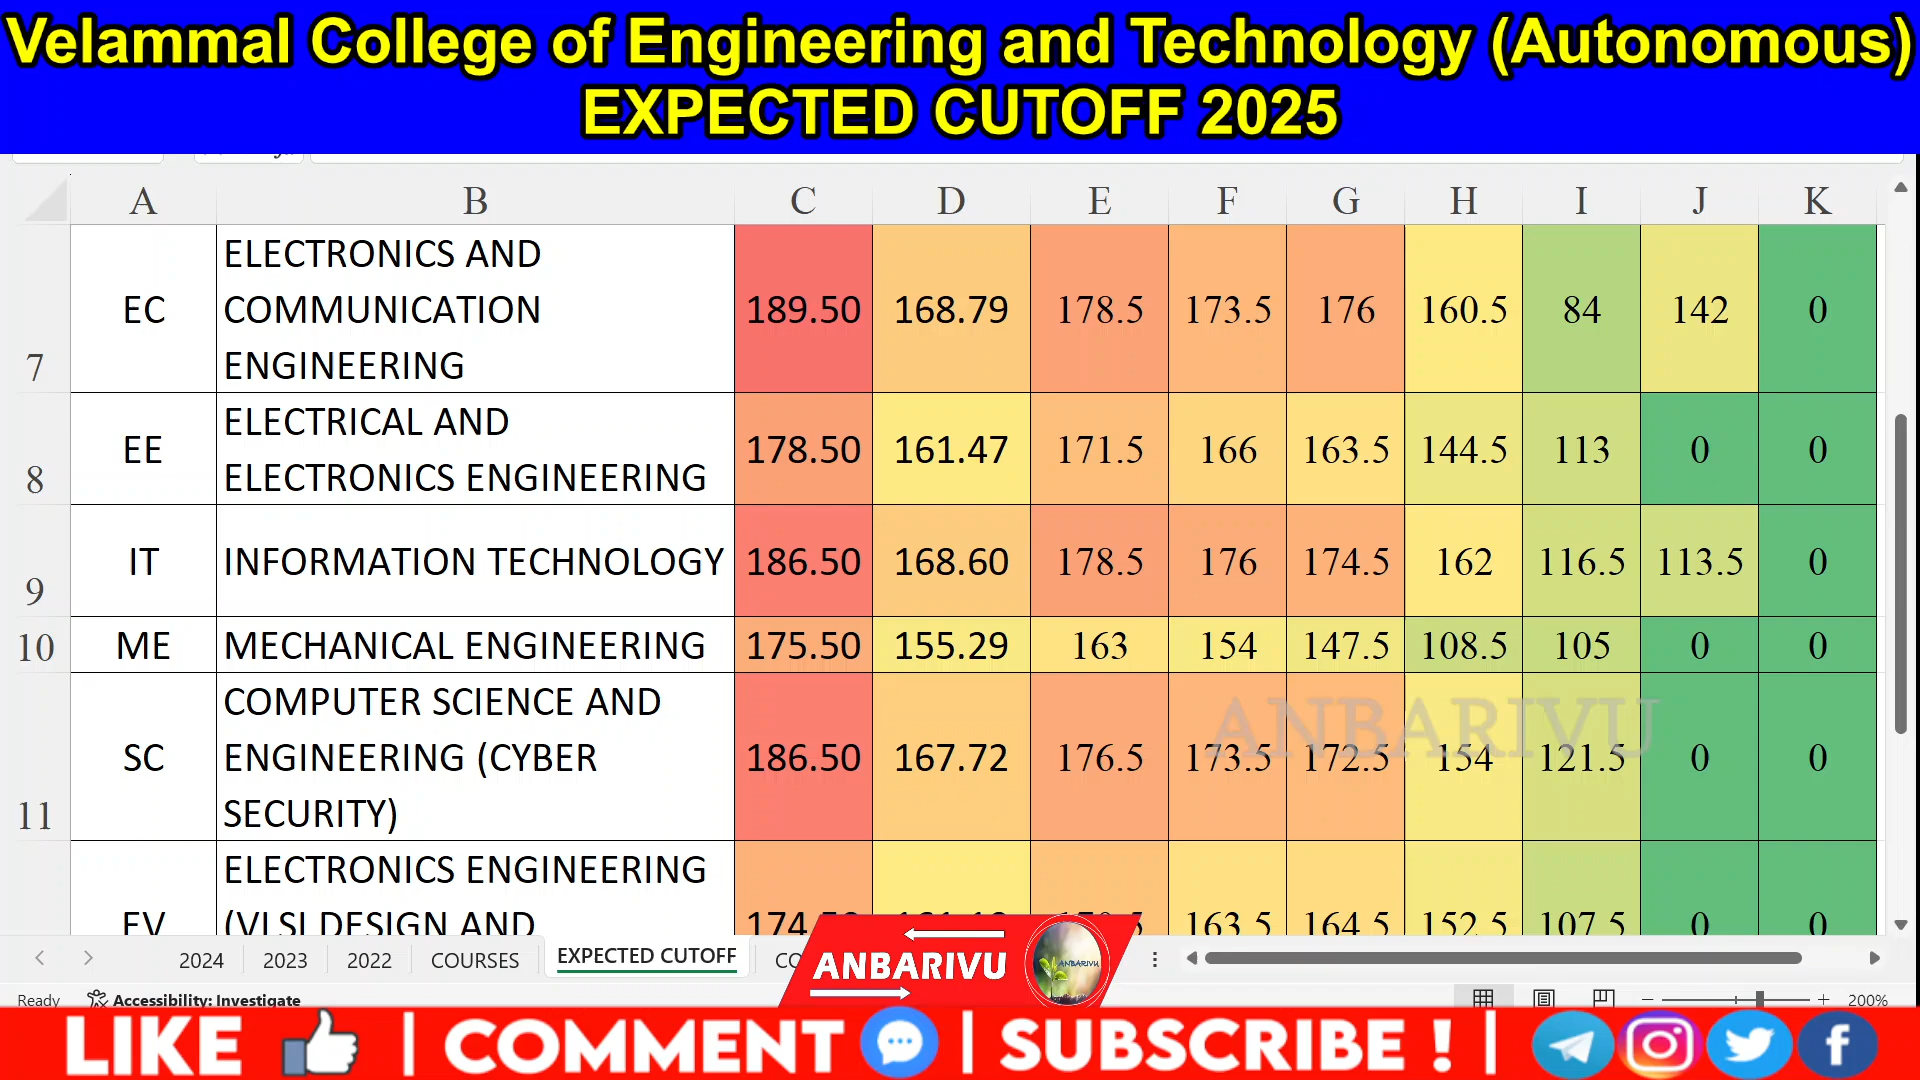 Velammal College of Engineering and Technology (Autonomous)
EXPECTED CUTOFF 2025
A B C D E F G H I J K
7 EC ELECTRONICS AND COMMUNICATION ENGINEERING 189.50 168.79 178.5 173.5 176 160.5 84 142 0
8 EE ELECTRICAL AND ELECTRONICS ENGINEERING 178.50 161.47 171.5 166 163.5 144.5 113 0 0
9 IT INFORMATION TECHNOLOGY 186.50 168.60 178.5 176 174.5 162 116.5 113.5 0
10 ME MECHANICAL ENGINEERING 175.50 155.29 163 154 147.5 108.5 105 0 0
ANBARIVU
11 SC COMPUTER SCIENCE AND ENGINEERING (CYBER SECURITY) 186.50 167.72 176.5 173.5 172.5 154 121.5 0 0
EV ELECTRONICS ENGINEERING (VLSI DESIGN AND 163.5 164.5 152.5 107.5 0 0
2024 2023 2022 COURSES EXPECTED CUTOFF
ANBARIVU
ANBARIVU
Ready Accessibility: Investigate 200%
LIKE | COMMENT | SUBSCRIBE ! |